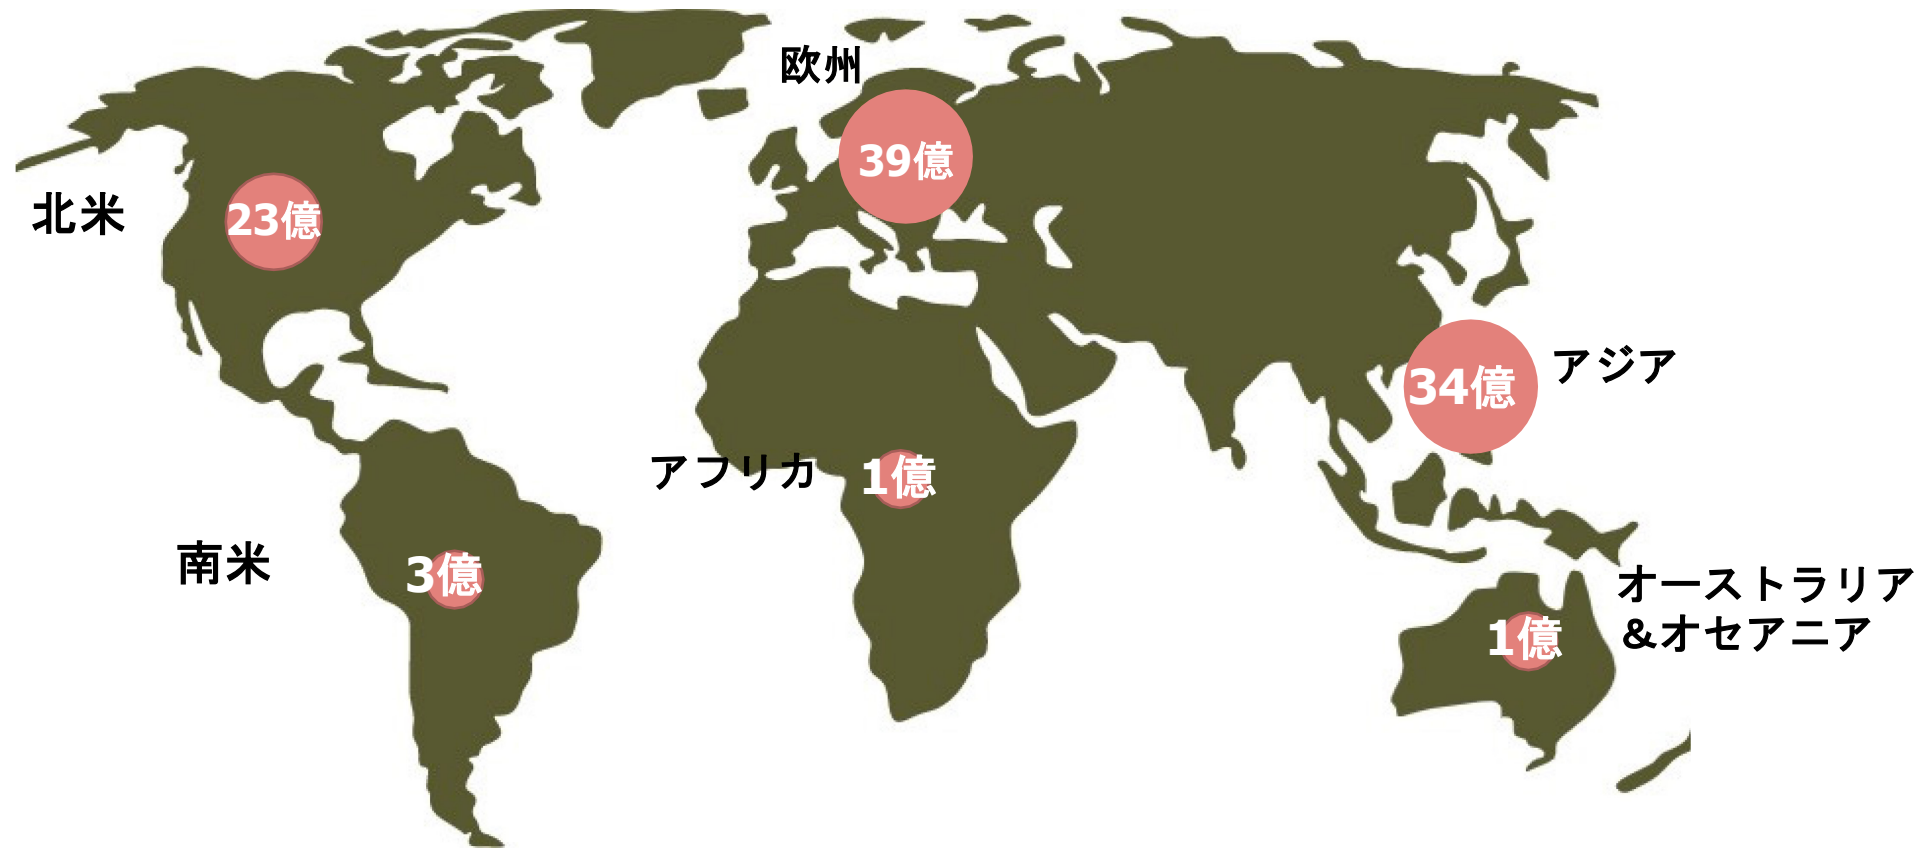 欧州
39億
北米
23億
アジア
34億
アフリカ
1億
南米
3億
オーストラリア
&オセアニア
1億